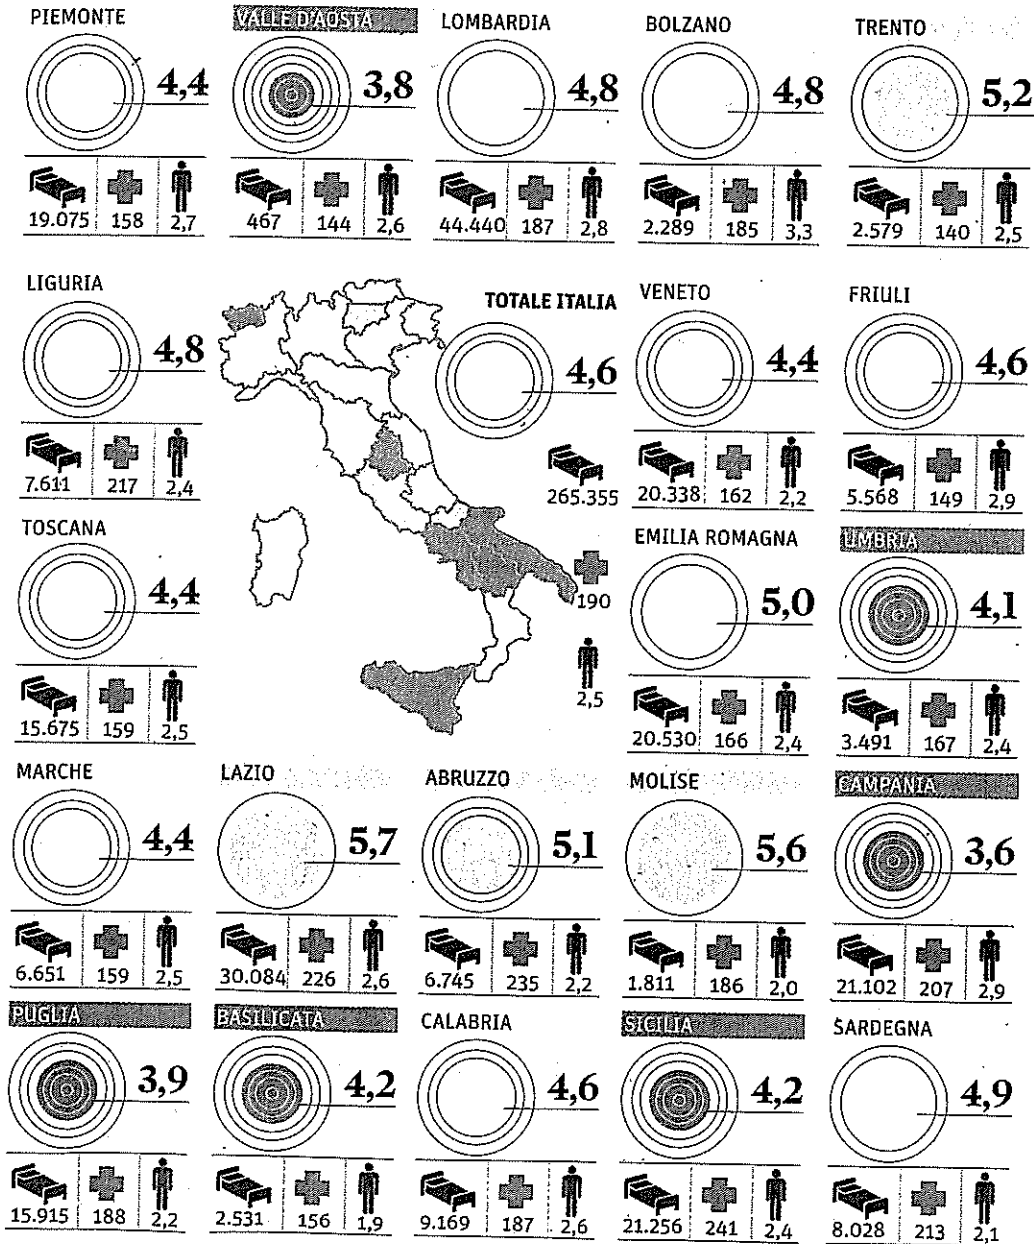 PIEMONTE
4,4
19.075 158 2,7
VALLE D'AOSTA
3,8
467 144 2,6
LOMBARDIA
4,8
44.440 187 2,8
BOLZANO
4,8
2.289 185 3,3
TRENTO
5,2
2.579 140 2,5
LIGURIA
4,8
7.611 217 2,4
TOTALE ITALIA
4,6
265.355
190
2,5
VENETO
4,4
20.338 162 2,2
FRIULI
4,6
5.568 149 2,9
TOSCANA
4,4
15.675 159 2,5
EMILIA ROMAGNA
5,0
20.530 166 2,4
UMBRIA
4,1
3.491 167 2,4
MARCHE
4,4
6.651 159 2,5
LAZIO
5,7
30.084 226 2,6
ABRUZZO
5,1
6.745 235 2,2
MOLISE
5,6
1.811 186 2,0
CAMPANIA
3,6
21.102 207 2,9
PUGLIA
3,9
15.915 188 2,2
BASILICATA
4,2
2.531 156 1,9
CALABRIA
4,6
9.169 187 2,6
SICILIA
4,2
21.256 241 2,4
SARDEGNA
4,9
8.028 213 2,1